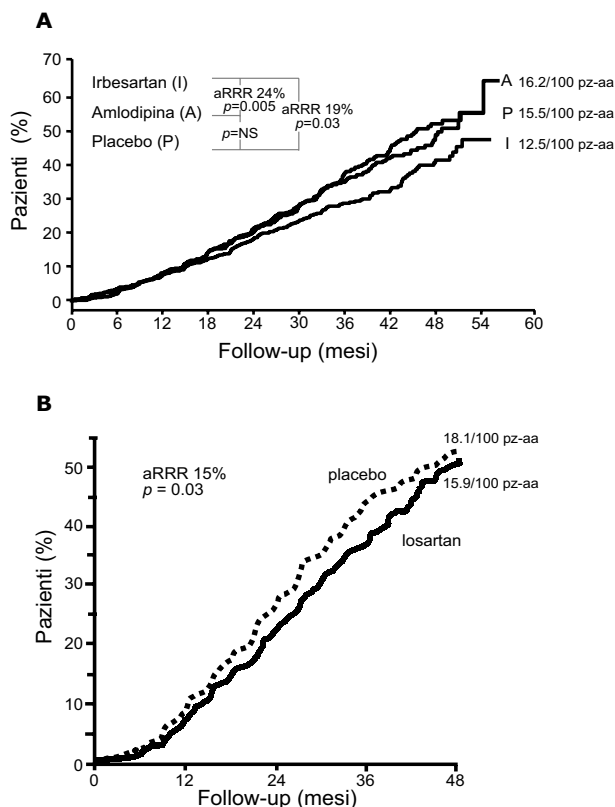 A
70
60
50
40
30
20
10
0
Pazienti (%)
Irbesartan (I)
Amlodipina (A)
Placebo (P)
aRRR 24%
p=0.005
p=NS
aRRR 19%
p=0.03
A 16.2/100 pz-aa
P 15.5/100 pz-aa
I 12.5/100 pz-aa
0 6 12 18 24 30 36 42 48 54 60
Follow-up (mesi)
B
50
40
30
20
10
0
Pazienti (%)
aRRR 15%
p = 0.03
18.1/100 pz-aa
placebo
15.9/100 pz-aa
losartan
0 12 24 36 48
Follow-up (mesi)